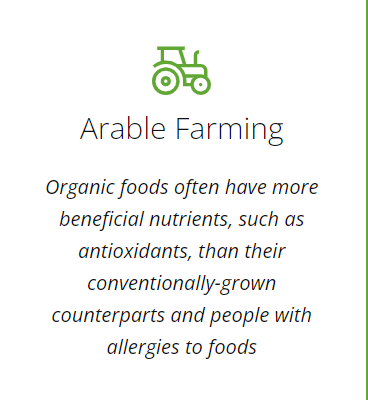 Arable Farming
Organic foods often have more
beneficial nutrients, such as
antioxidants, than their
conventionally-grown
counterparts and people with
allergies to foods